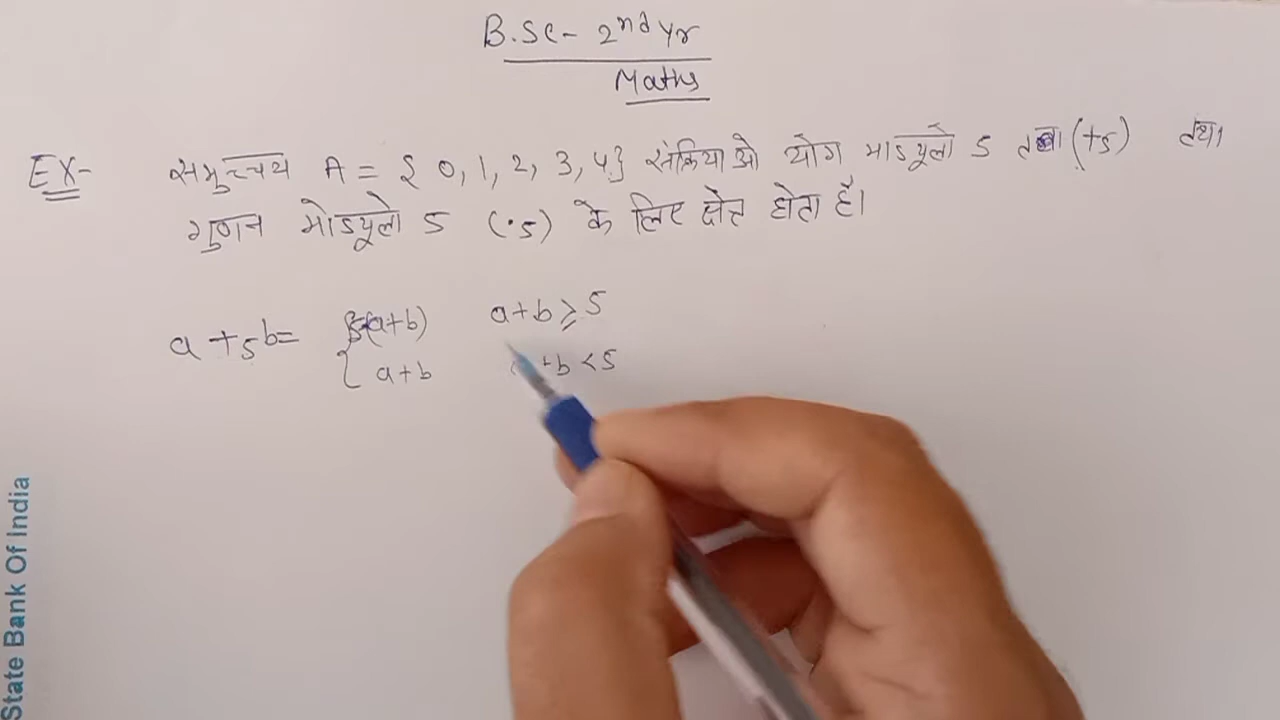 B.Sc- 2nd yr
Maths
EX- समुच्चय A = { 0, 1, 2, 3, 4} संक्रियाओ योग माड्यूलो 5 (+5) तथा
गुणन मोड्यूलो 5 (·5) के लिए क्षेत्र होता है।
a +5 b = { (a+b) a+b ≥ 5
a+b +b < 5
State Bank Of India